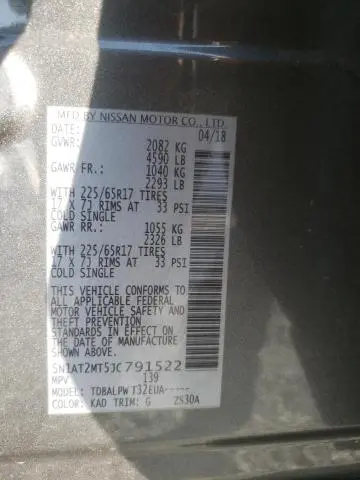 MFD BY NISSAN MOTOR CO., LTD.
DATE: 04/18
GVWR: 2082 KG
4590 LB
GAWR FR.: 1040 KG
2293 LB
WITH 225/65R17 TIRES
17 X 7J RIMS AT 33 PSI
COLD SINGLE
GAWR RR.: 1055 KG
2326 LB
WITH 225/65R17 TIRES
17 X 7J RIMS AT 33 PSI
COLD SINGLE
THIS VEHICLE CONFORMS TO
ALL APPLICABLE FEDERAL
MOTOR VEHICLE SAFETY AND
THEFT PREVENTION
STANDARDS IN EFFECT ON
THE DATE OF MANUFACTURE
SHOWN ABOVE.
5N1AT2MT5JC791522
MPV 139
MODEL: TDBALPW T32EUA-----
COLOR: KAD TRIM: G ZS30A